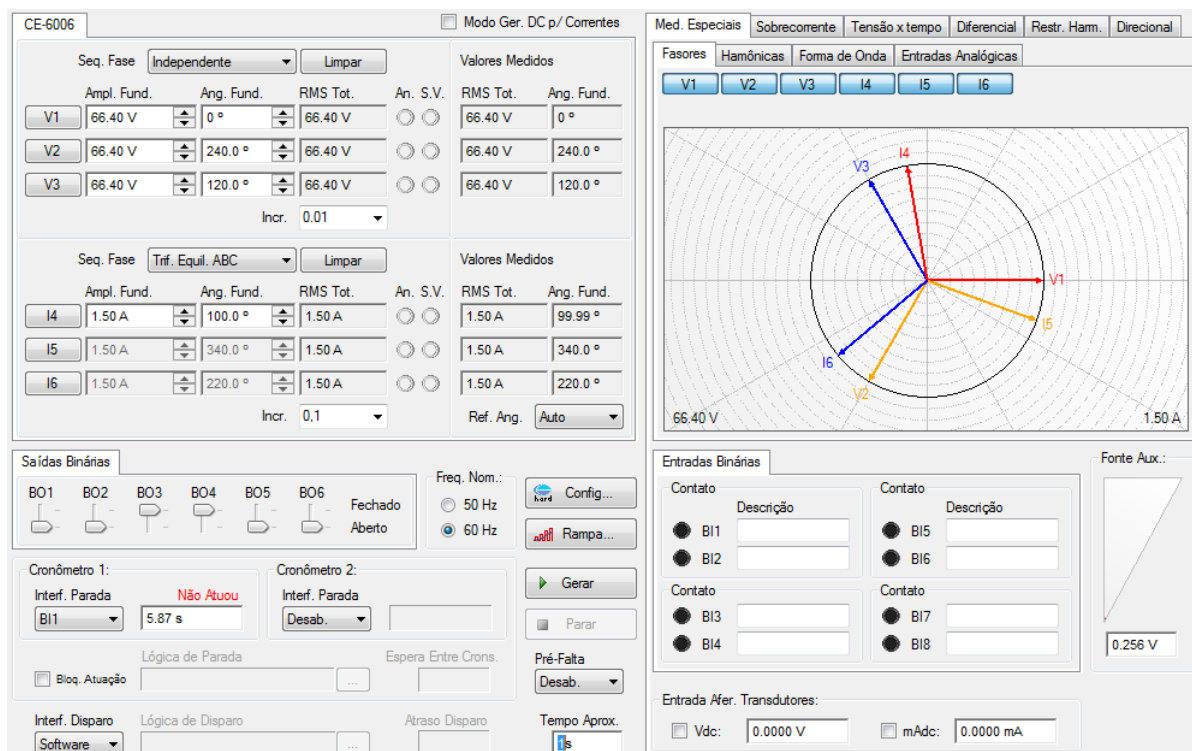 CE-6006
Modo Ger. DC p/ Correntes
Seq. Fase Independente Limpar Valores Medidos
Ampl. Fund. Ang. Fund. RMS Tot. An. S.V. RMS Tot. Ang. Fund.
V1 66.40 V 0 º 66.40 V 66.40 V 0 º
V2 66.40 V 240.0 º 66.40 V 66.40 V 240.0 º
V3 66.40 V 120.0 º 66.40 V 66.40 V 120.0 º
Incr. 0.01
Seq. Fase Trif. Equil. ABC Limpar Valores Medidos
Ampl. Fund. Ang. Fund. RMS Tot. An. S.V. RMS Tot. Ang. Fund.
I4 1.50 A 100.0 º 1.50 A 1.50 A 99.99 º
I5 1.50 A 340.0 º 1.50 A 1.50 A 340.0 º
I6 1.50 A 220.0 º 1.50 A 1.50 A 220.0 º
Incr. 0,1 Ref. Ang. Auto
Saídas Binárias
BO1 BO2 BO3 BO4 BO5 BO6
Fechado
Aberto
Freq. Nom.:
50 Hz
60 Hz
hard Config...
Rampa...
Cronômetro 1:
Interf. Parada Não Atuou
BI1 5.87 s
Cronômetro 2:
Interf. Parada
Desab.
Gerar
Parar
Lógica de Parada Espera Entre Crons.
Bloq. Atuação ...
Pré-Falta
Desab.
Interf. Disparo Lógica de Disparo Atraso Disparo Tempo Aprox.
Software ... 1s
Med. Especiais Sobrecorrente Tensão x tempo Diferencial Restr. Harm. Direcional
Fasores Hamônicas Forma de Onda Entradas Analógicas
V1 V2 V3 I4 I5 I6
V3
I4
V1
I5
I6
V2
66.40 V 1.50 A
Entradas Binárias
Contato
Descrição
BI1
BI2
Contato
Descrição
BI5
BI6
Contato
BI3
BI4
Contato
BI7
BI8
Fonte Aux.:
0.256 V
Entrada Afer. Transdutores:
Vdc: 0.0000 V mAdc: 0.0000 mA